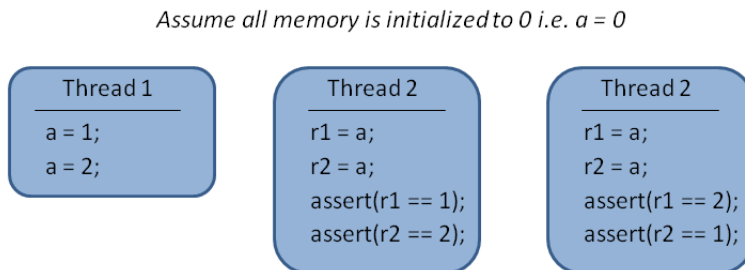 Assume all memory is initialized to 0 i.e. a = 0
Thread 1
a = 1;
a = 2;
Thread 2
r1 = a;
r2 = a;
assert(r1 == 1);
assert(r2 == 2);
Thread 2
r1 = a;
r2 = a;
assert(r1 == 2);
assert(r2 == 1);